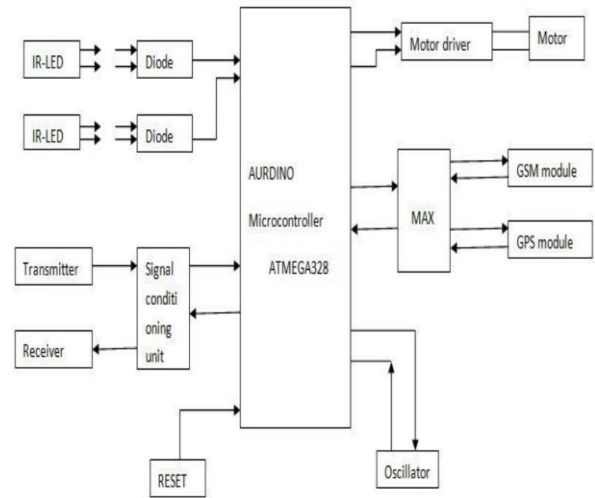 IR-LED
Diode
Motor driver
Motor
IR-LED
Diode
AURDINO
Microcontroller
ATMEGA328
MAX
GSM module
GPS module
Transmitter
Signal
conditi
oning
unit
Receiver
RESET
Oscillator